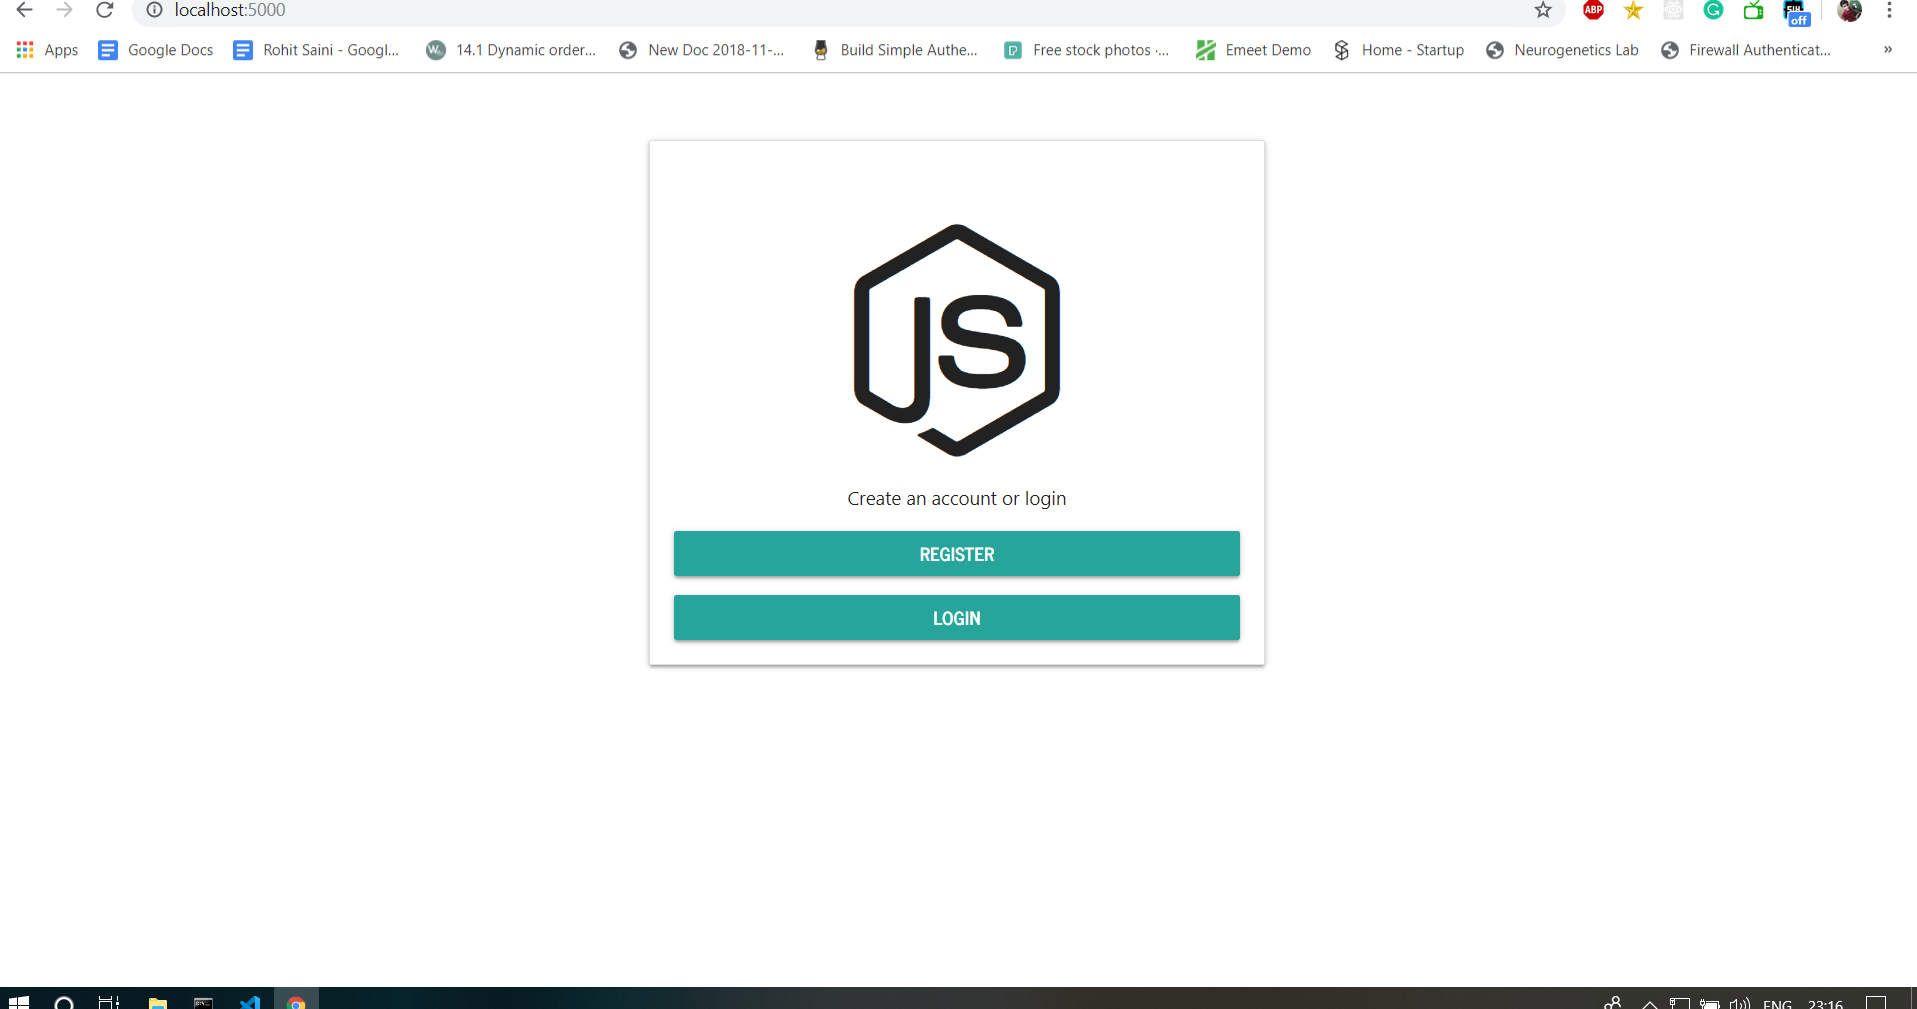 localhost:5000
ABP
off
Apps Google Docs Rohit Saini - Googl... 14.1 Dynamic order... New Doc 2018-11-... Build Simple Authe... Free stock photos ·... Emeet Demo Home - Startup Neurogenetics Lab Firewall Authenticat... »
JS
Create an account or login
REGISTER
LOGIN
ENG 23:16